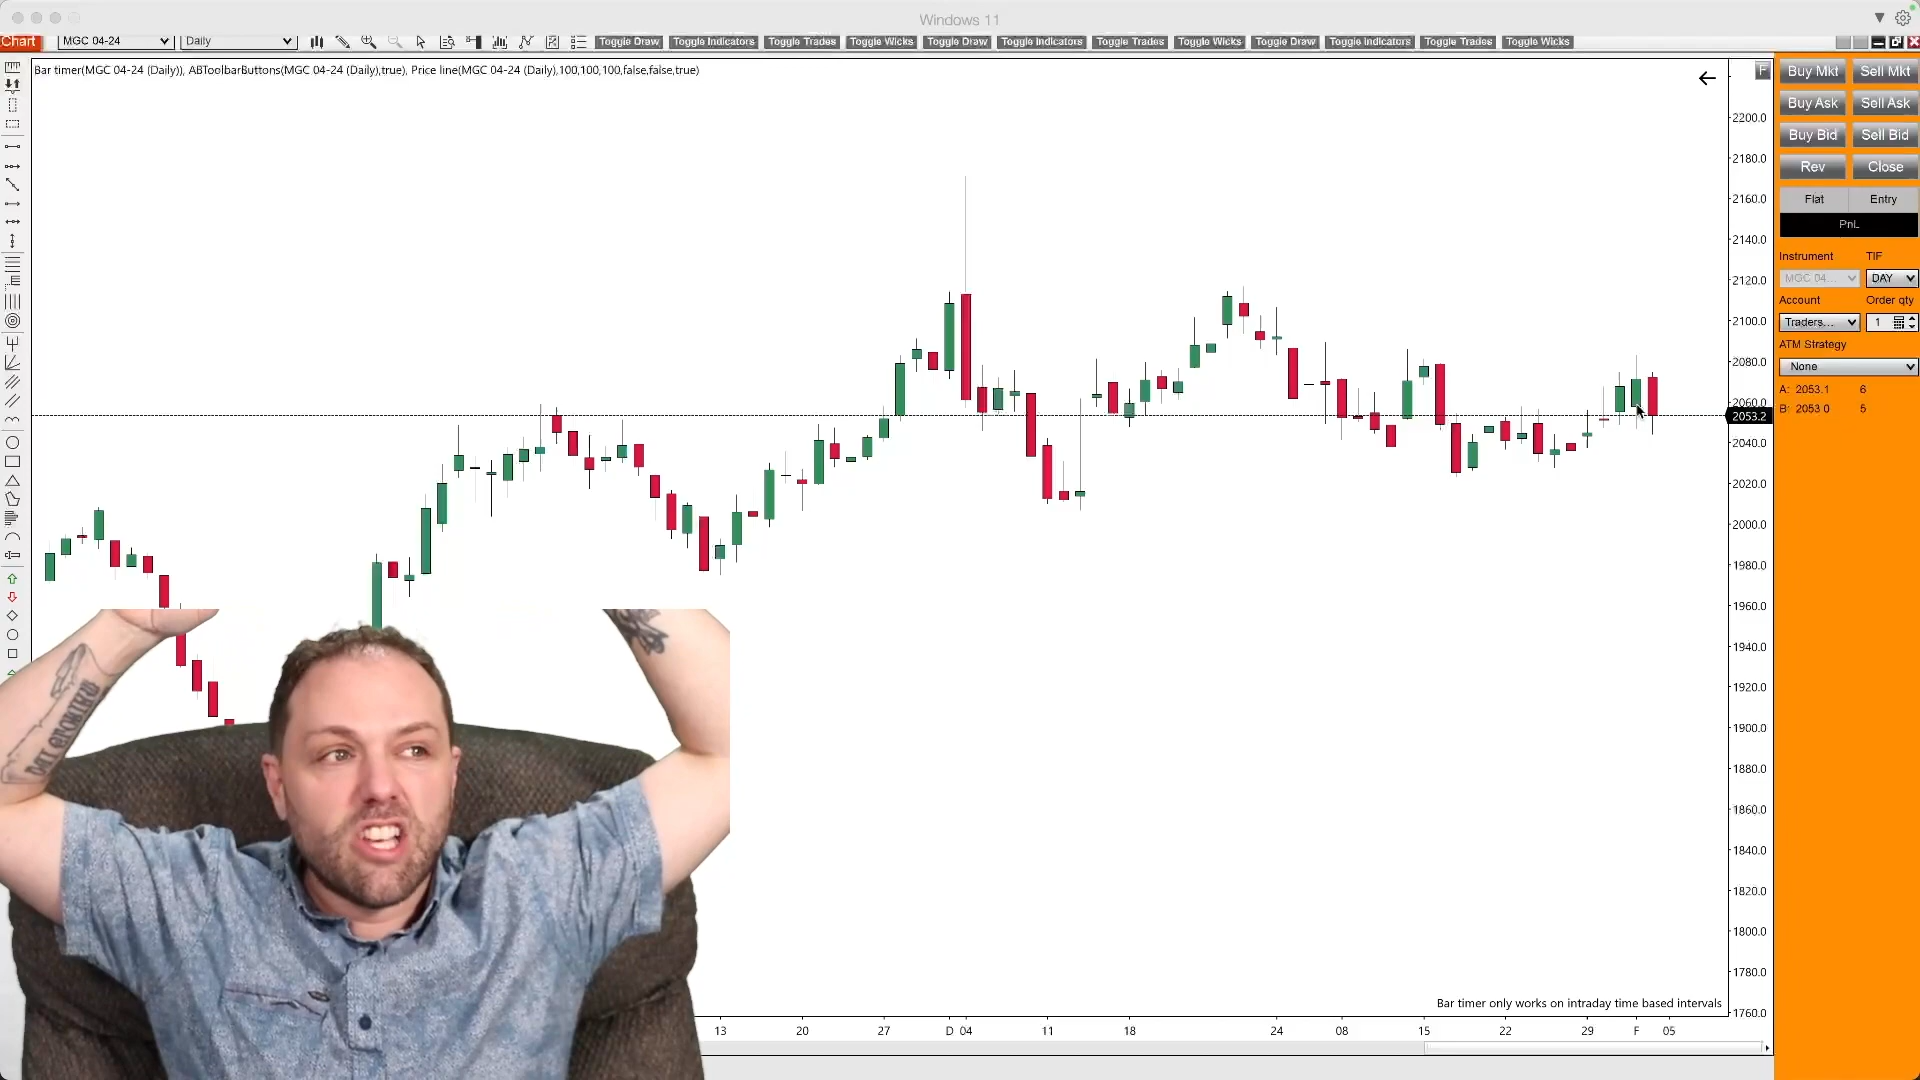 Windows 11
Chart MGC 04-24 Daily Toggle Draw Toggle Indicators Toggle Trades Toggle Wicks Toggle Draw Toggle Indicators Toggle Trades Toggle Wicks Toggle Draw Toggle Indicators Toggle Trades Toggle Wicks
Bar timer(MGC 04-24 (Daily)), ABToolbarButtons(MGC 04-24 (Daily),true), Price line(MGC 04-24 (Daily),100,100,100,false,false,true)
F
2200.0
2180.0
2160.0
2140.0
2120.0
2100.0
2080.0
2060.0
2053.2
2040.0
2020.0
2000.0
1980.0
1960.0
1940.0
1920.0
1900.0
1880.0
1860.0
1840.0
1820.0
1800.0
1780.0
1760.0
Buy Mkt Sell Mkt
Buy Ask Sell Ask
Buy Bid Sell Bid
Rev Close
Flat Entry
PnL
Instrument TIF
MGC 04... DAY
Account Order qty
Traders... 1
ATM Strategy
None
A: 2053.1 6
B: 2053.0 5
Bar timer only works on intraday time based intervals
13 20 27 D 04 11 18 24 08 15 22 29 F 05